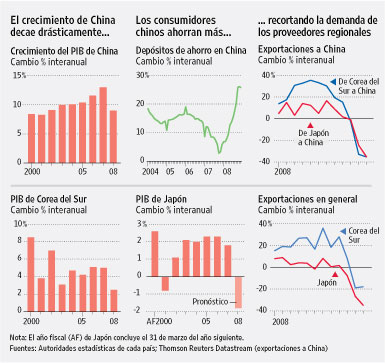 El crecimiento de China
decae drásticamente...
Crecimiento del PIB de China
Cambio % interanual
15%
10
5
0
2000
05
08
Los consumidores
chinos ahorran más...
Depósitos de ahorro en China
Cambio % interanual
30%
20
10
0
2004
05
06
07
08
... recortando la demanda de
los proveedores regionales
Exportaciones a China
Cambio % interanual
40%
20
0
-20
-40
De Corea del
Sur a China
De Japón
a China
2008
PIB de Corea del Sur
Cambio % interanual
10%
8
6
4
2
0
2000
05
08
PIB de Japón
Cambio % interanual
3%
2
1
0
-1
-2
Pronóstico
AF2000
05
08
Exportaciones en general
Cambio % interanual
40%
20
0
-20
-40
Corea
del Sur
Japón
2008
Nota: El año fiscal (AF) de Japón concluye el 31 de marzo del año siguiente.
Fuentes: Autoridades estadísticas de cada país; Thomson Reuters Datastream (exportaciones a China)